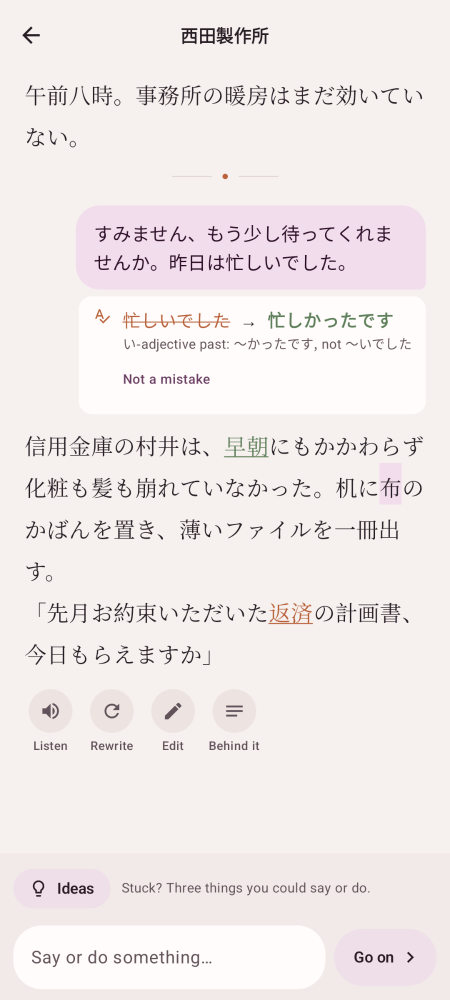 西田製作所
午前八時。事務所の暖房はまだ効いてい
ない。
すみません、もう少し待ってくれま
せんか。昨日は忙しいでした。
忙しいでした → 忙しかったです
い-adjective past: 〜かったです, not 〜いでした
Not a mistake
信用金庫の村井は、早朝にもかかわらず
化粧も髪も崩れていなかった。机に布の
かばんを置き、薄いファイルを一冊出
す。
「先月お約束いただいた返済の計画書、
今日もらえますか」
Listen Rewrite Edit Behind it
Ideas Stuck? Three things you could say or do.
Say or do something… Go on